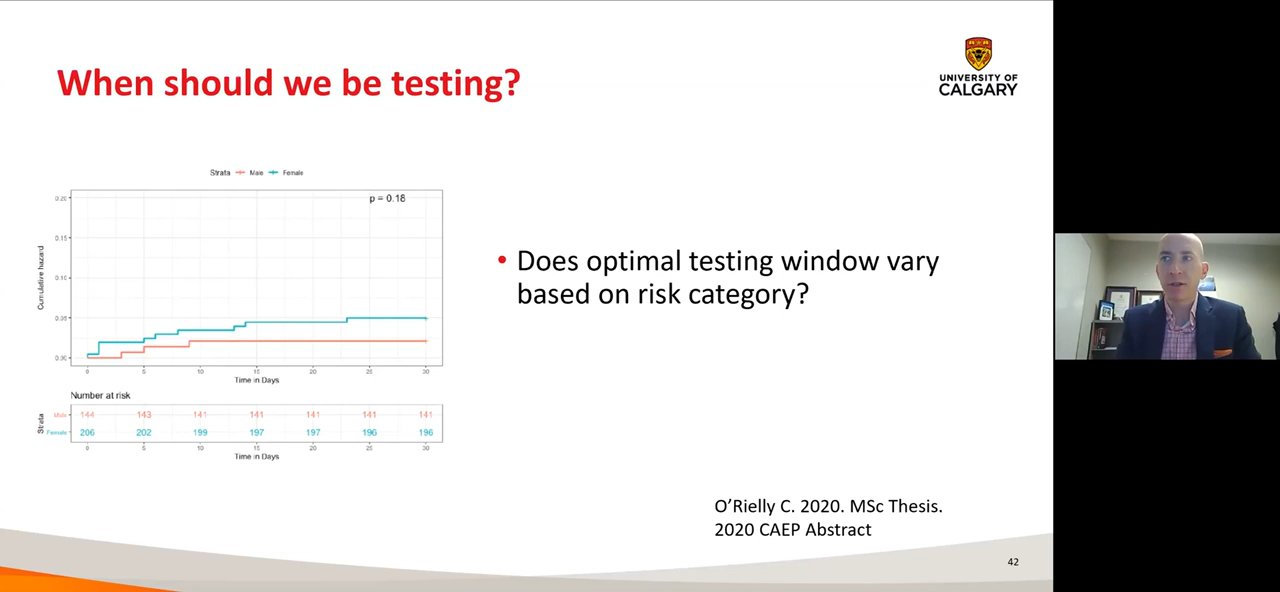 When should we be testing?
UNIVERSITY OF
CALGARY
Strata Male Female
p = 0.18
0.20
0.15
0.10
0.05
0.00
Cumulative hazard
0 5 10 15 20 25 30
Time in Days
Number at risk
Strata
Male 144 143 141 141 141 141 141
Female 206 202 199 197 197 196 196
0 5 10 15 20 25 30
Time in Days
• Does optimal testing window vary
based on risk category?
O’Rielly C. 2020. MSc Thesis.
2020 CAEP Abstract
42